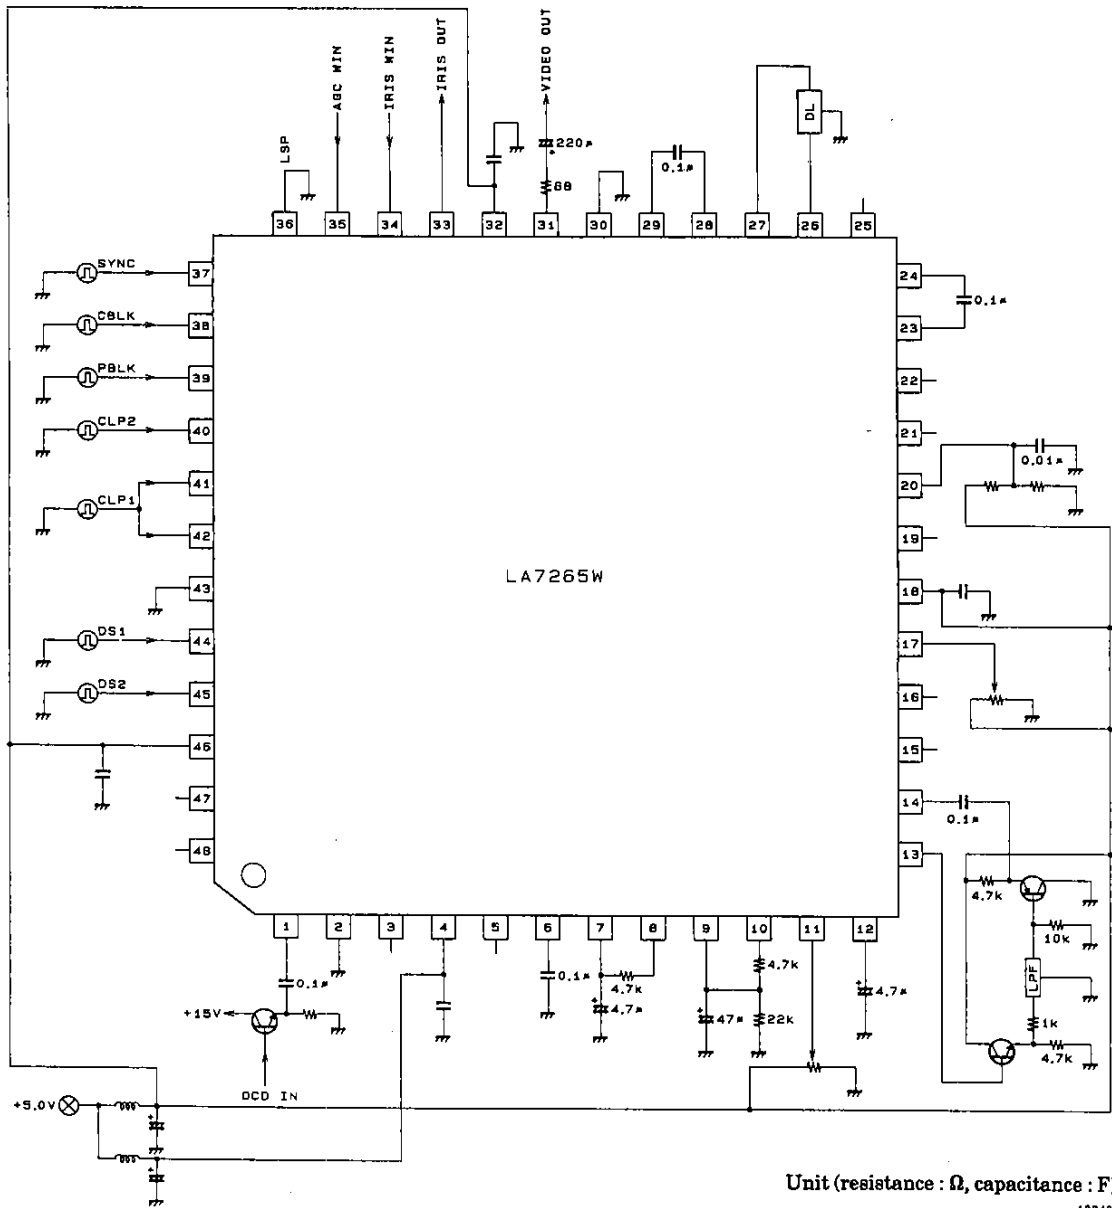 AGC WIN
IRIS WIN
IRIS OUT
VIDEO OUT
LSP
220μ
68
0.1μ
DL
36
35
34
33
32
31
30
29
28
27
26
25
SYNC
37
CBLK
38
PBLK
39
CLP2
40
41
CLP1
42
43
DS1
44
DS2
45
46
47
48
LA7265W
24
0.1μ
23
22
21
0.01μ
20
19
18
17
16
15
14
0.1μ
13
4.7k
10k
LPF
1k
4.7k
1
2
3
4
5
6
7
8
9
10
11
12
0.1μ
+15V
0.1μ
4.7k
4.7μ
4.7k
47μ
22k
4.7μ
+5.0V
Unit (resistance : Ω, capacitance : F)